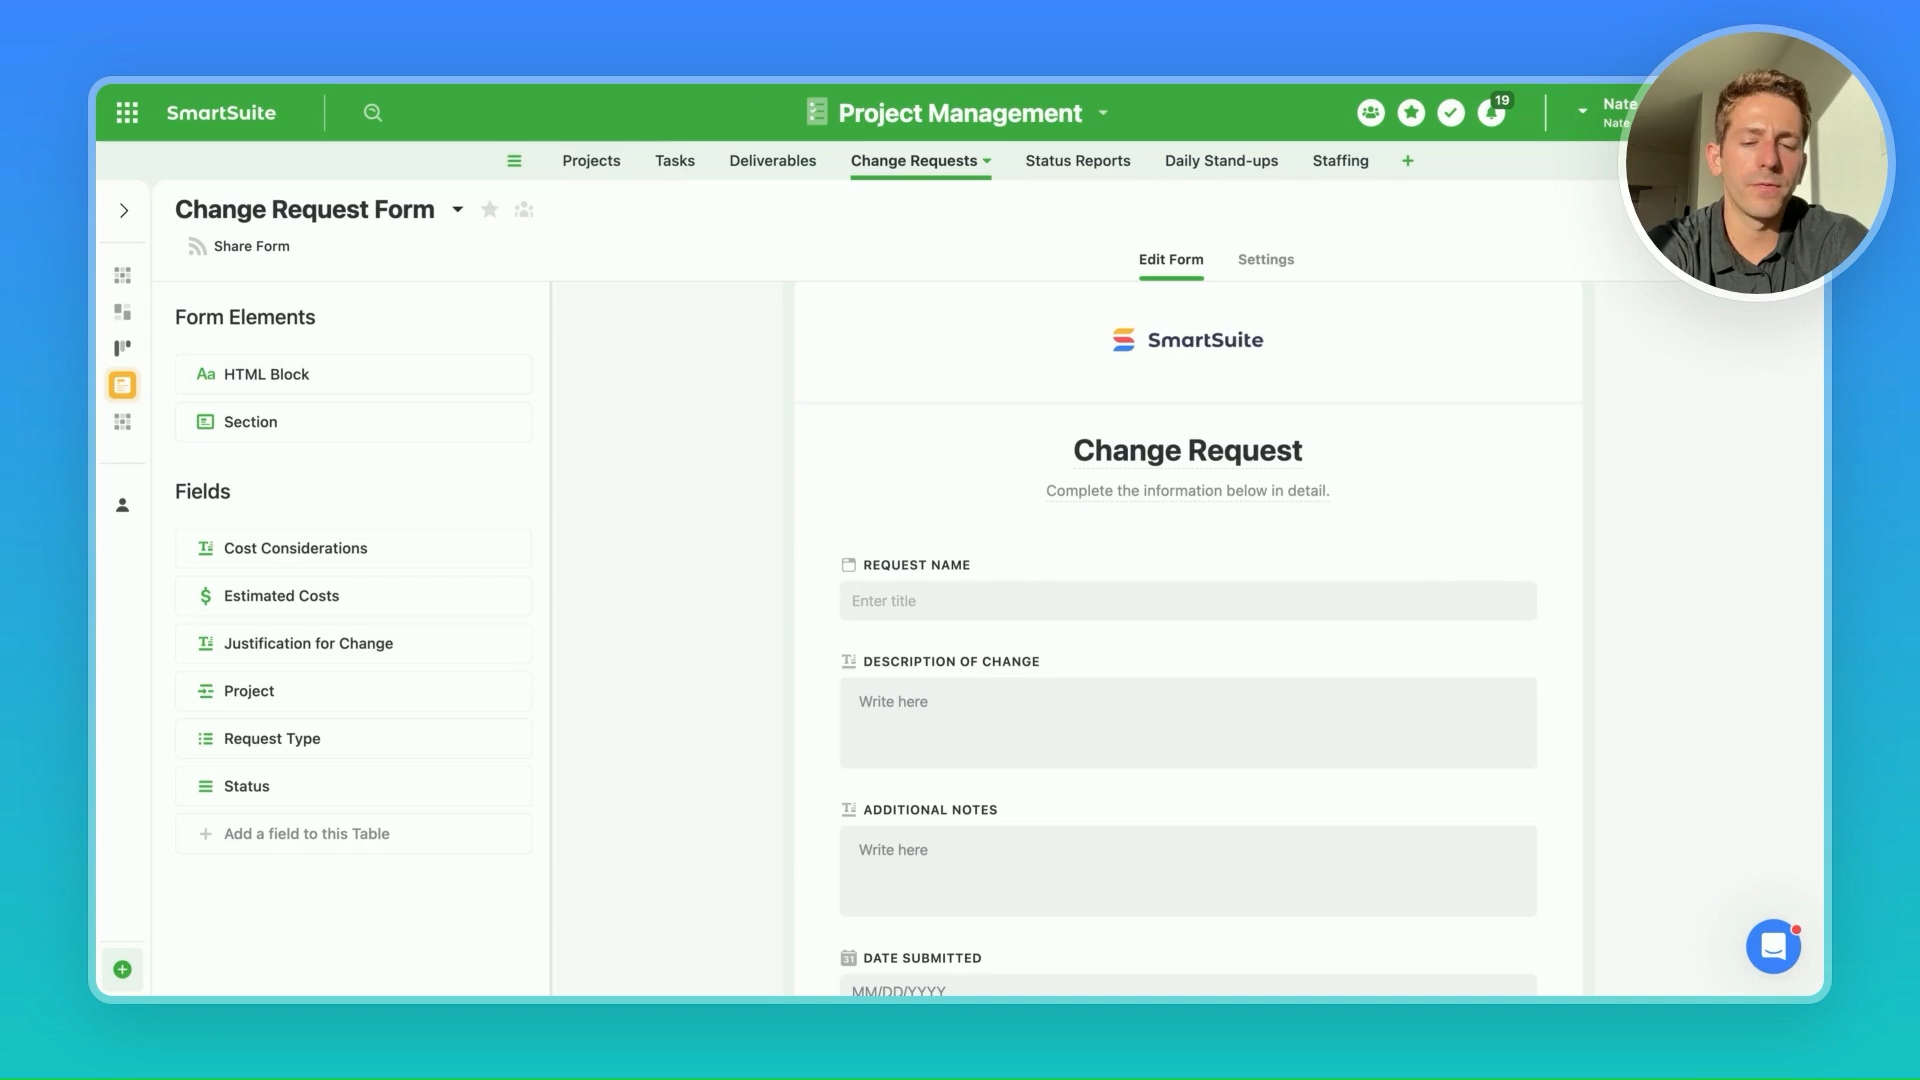 SmartSuite
Project Management
19
Nate
Nate
Projects
Tasks
Deliverables
Change Requests
Status Reports
Daily Stand-ups
Staffing
Change Request Form
Share Form
Edit Form
Settings
Form Elements
Aa HTML Block
Section
Fields
Cost Considerations
$ Estimated Costs
Justification for Change
Project
Request Type
Status
+ Add a field to this Table
SmartSuite
Change Request
Complete the information below in detail.
REQUEST NAME
Enter title
DESCRIPTION OF CHANGE
Write here
ADDITIONAL NOTES
Write here
31 DATE SUBMITTED
MM/DD/YYYY